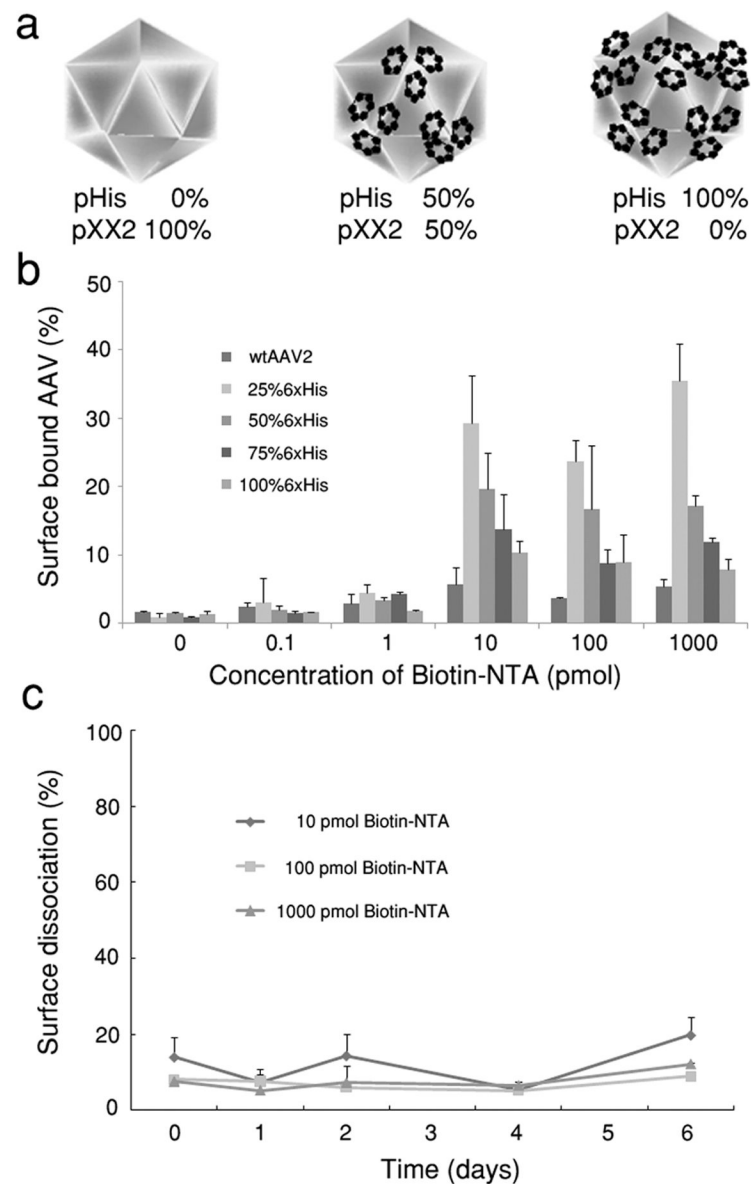 a
pHis 0%
pXX2 100%
pHis 50%
pXX2 50%
pHis 100%
pXX2 0%
b
Surface bound AAV (%)
50
40
30
20
10
0
wtAAV2
25%6xHis
50%6xHis
75%6xHis
100%6xHis
0 0.1 1 10 100 1000
Concentration of Biotin-NTA (pmol)
c
Surface dissociation (%)
100
80
60
40
20
0
10 pmol Biotin-NTA
100 pmol Biotin-NTA
1000 pmol Biotin-NTA
0 1 2 3 4 5 6
Time (days)